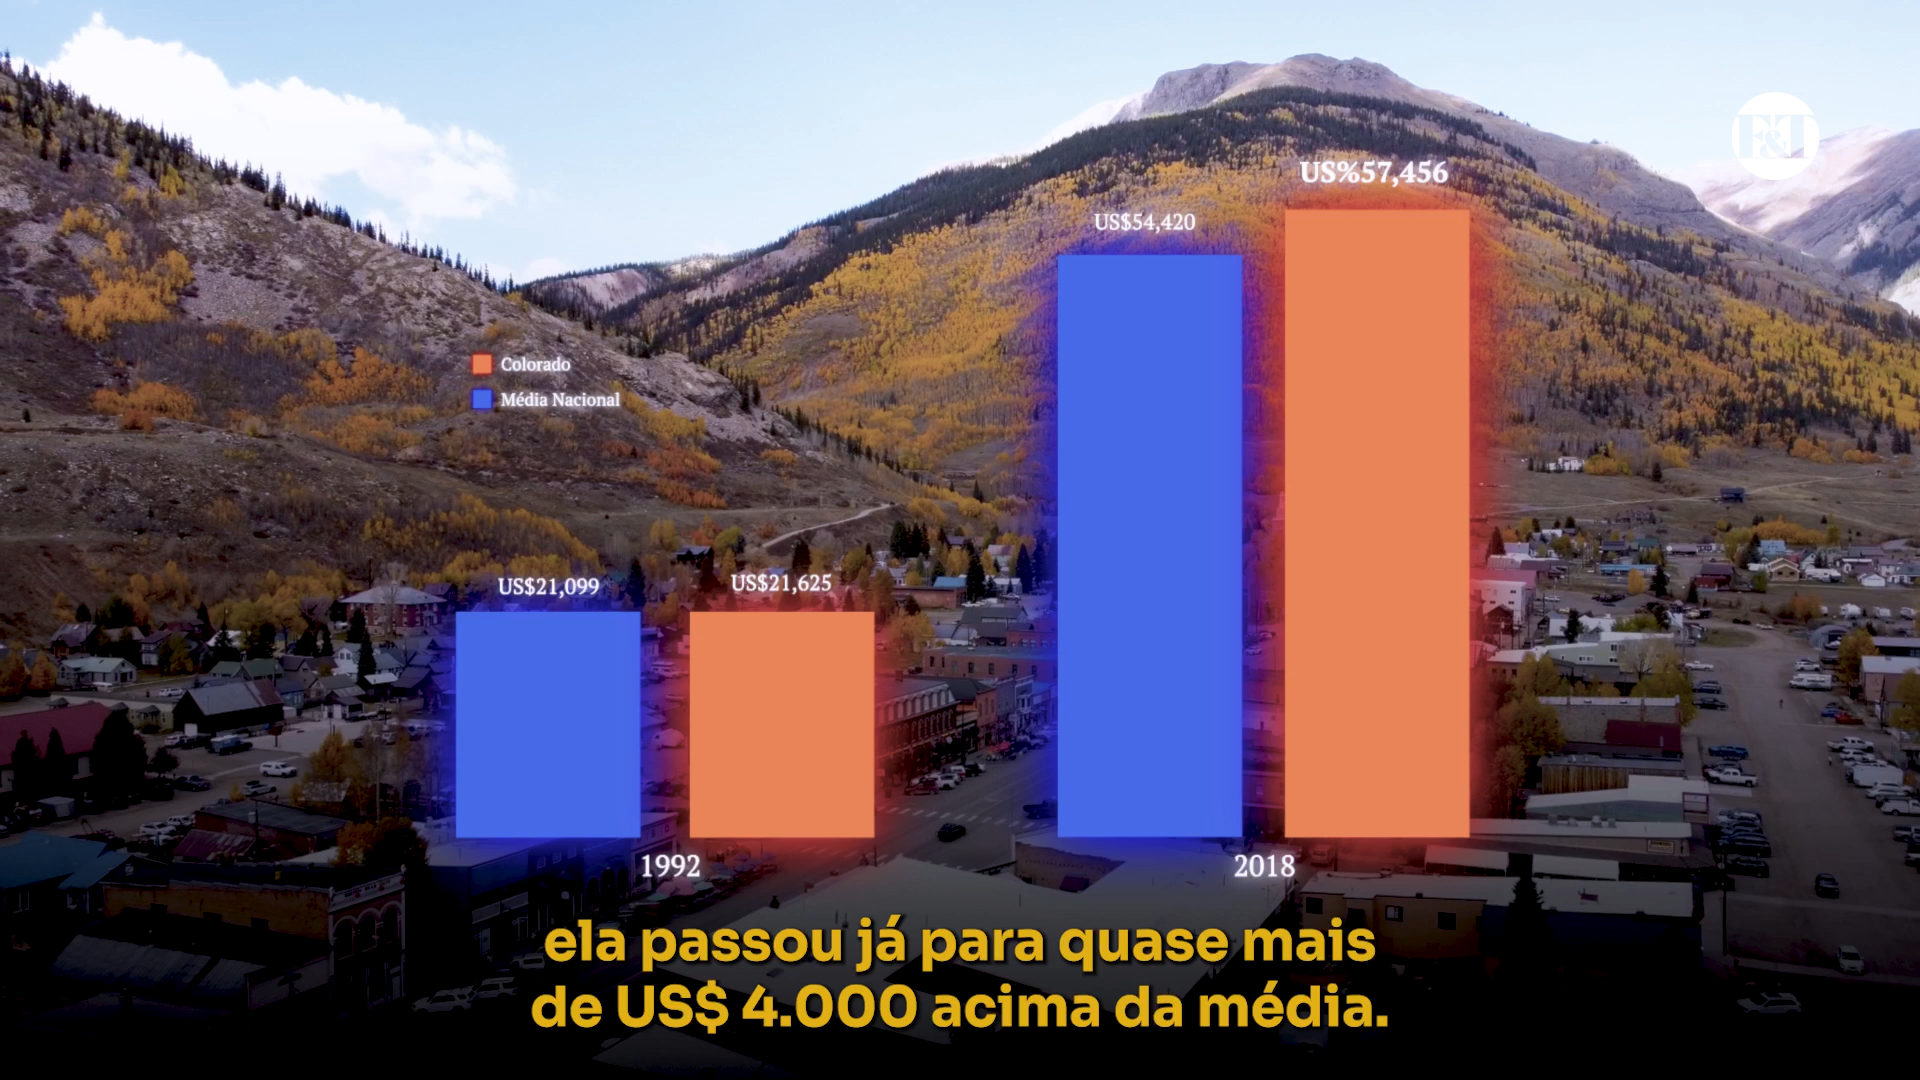 US%57,456
US$54,420
Colorado
Média Nacional
US$21,099
US$21,625
1992
2018
ela passou já para quase mais
de US$ 4.000 acima da média.